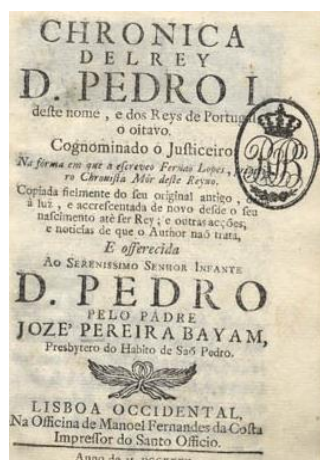 CHRONICA
DELREY
D. PEDRO I.
deste nome, e dos Reys de Portugal
o oitavo.
Cognominado o Justiceiro
Na fórma em que a escreveo Fernaõ Lopes,
ro Chronista Mór deste Reyno.
Copiada fielmente do seu original antigo,
à luz, e accrescentada de novo desde o seu
nascimento até ser Rey; e outras acções,
e noticias de que o Author naõ trata,
E offerecida
AO SERENISSIMO SENHOR INFANTE
D. PEDRO
PELO PADRE
JOZE' PEREIRA BAYAM,
Presbytero do Habito de Saõ Pedro.
LISBOA OCCIDENTAL,
Na Officina de Manoel Fernandes da Costa
Impressor do Santo Officio.
Anno de